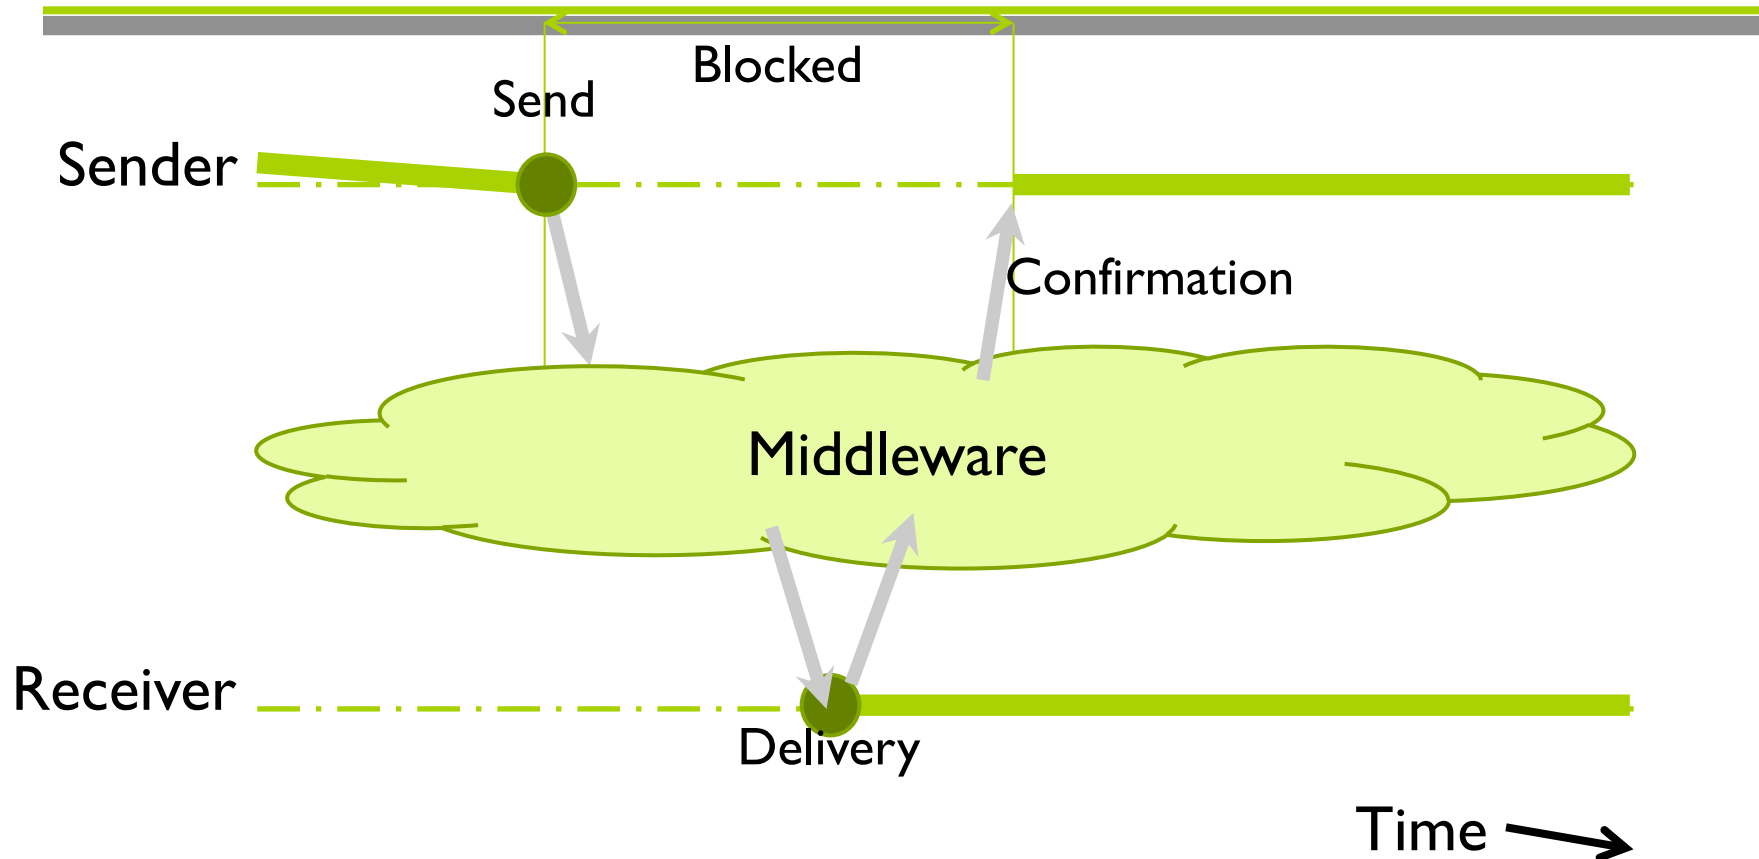 Blocked
Send
Sender
Confirmation
Middleware
Receiver
Delivery
Time